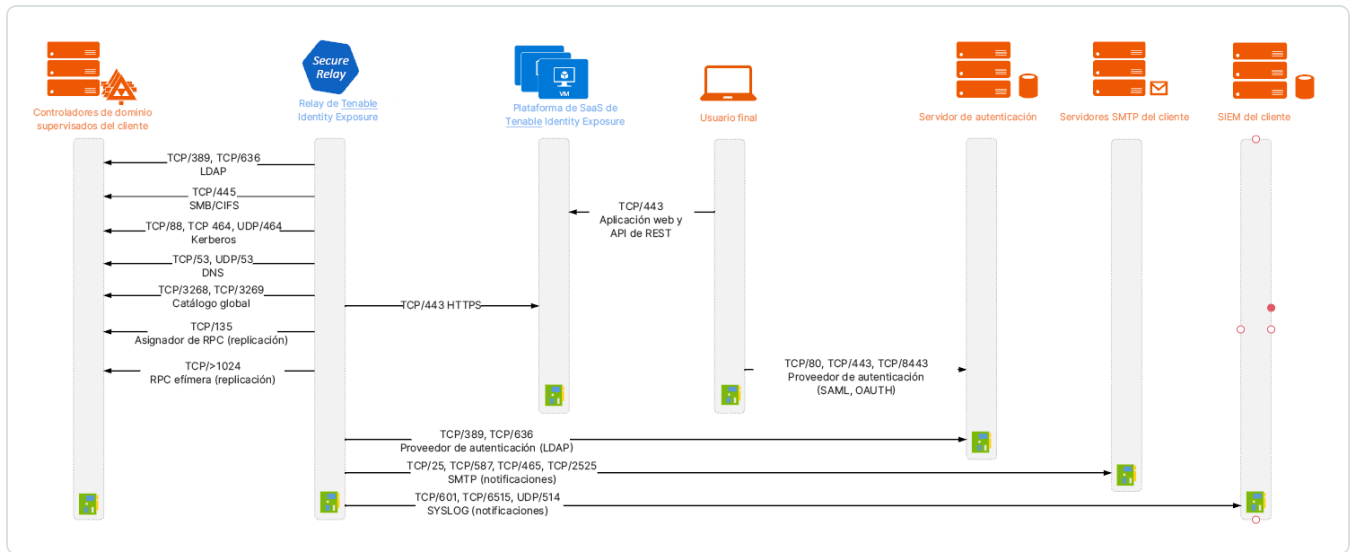 Secure
Relay
VM
Controladores de dominio
supervisados del cliente
Relay de Tenable
Identity Exposure
Plataforma de SaaS de
Tenable Identity Exposure
Usuario final
Servidor de autenticación
Servidores SMTP del cliente
SIEM del cliente
TCP/389, TCP/636
LDAP
TCP/445
SMB/CIFS
TCP/88, TCP 464, UDP/464
Kerberos
TCP/53, UDP/53
DNS
TCP/3268, TCP/3269
Catálogo global
TCP/135
Asignador de RPC (replicación)
TCP/>1024
RPC efímera (replicación)
TCP/443 HTTPS
TCP/443
Aplicación web y
API de REST
TCP/80, TCP/443, TCP/8443
Proveedor de autenticación
(SAML, OAUTH)
TCP/389, TCP/636
Proveedor de autenticación (LDAP)
TCP/25, TCP/587, TCP/465, TCP/2525
SMTP (notificaciones)
TCP/601, TCP/6515, UDP/514
SYSLOG (notificaciones)